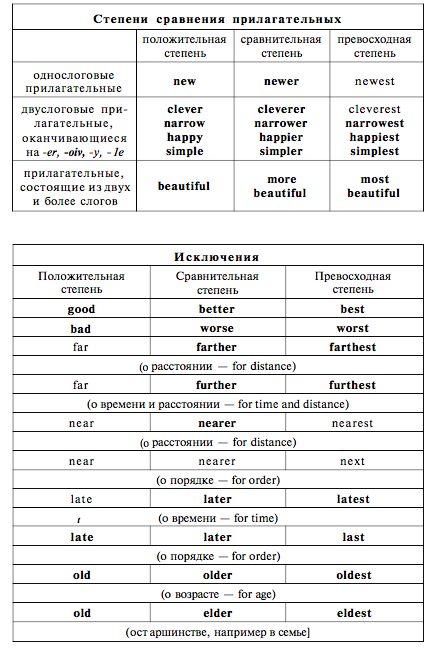 Степени сравнения прилагательных
положительная степень сравнительная степень превосходная степень
однослоговые прилагательные new newer newest
двуслоговые при-
лагательные,
оканчивающиеся
на -er, -oiv, -y, -1e
clever cleverer cleverest
narrow narrower narrowest
happy happier happiest
simple simpler simplest
прилагательные,
состоящие из двух
и более слогов
beautiful more beautiful most beautiful
Исключения
Положительная степень Сравнительная степень Превосходная степень
good better best
bad worse worst
far farther farthest
(о расстоянии — for distance)
far further furthest
(о времени и расстоянии — for time and distance)
near nearer nearest
(о расстоянии — for distance)
near nearer next
(о порядке — for order)
late later latest
t (о времени — for time)
late later last
(о порядке — for order)
old older oldest
(о возрасте — for age)
old elder eldest
(ост аршинстве, например в семье]